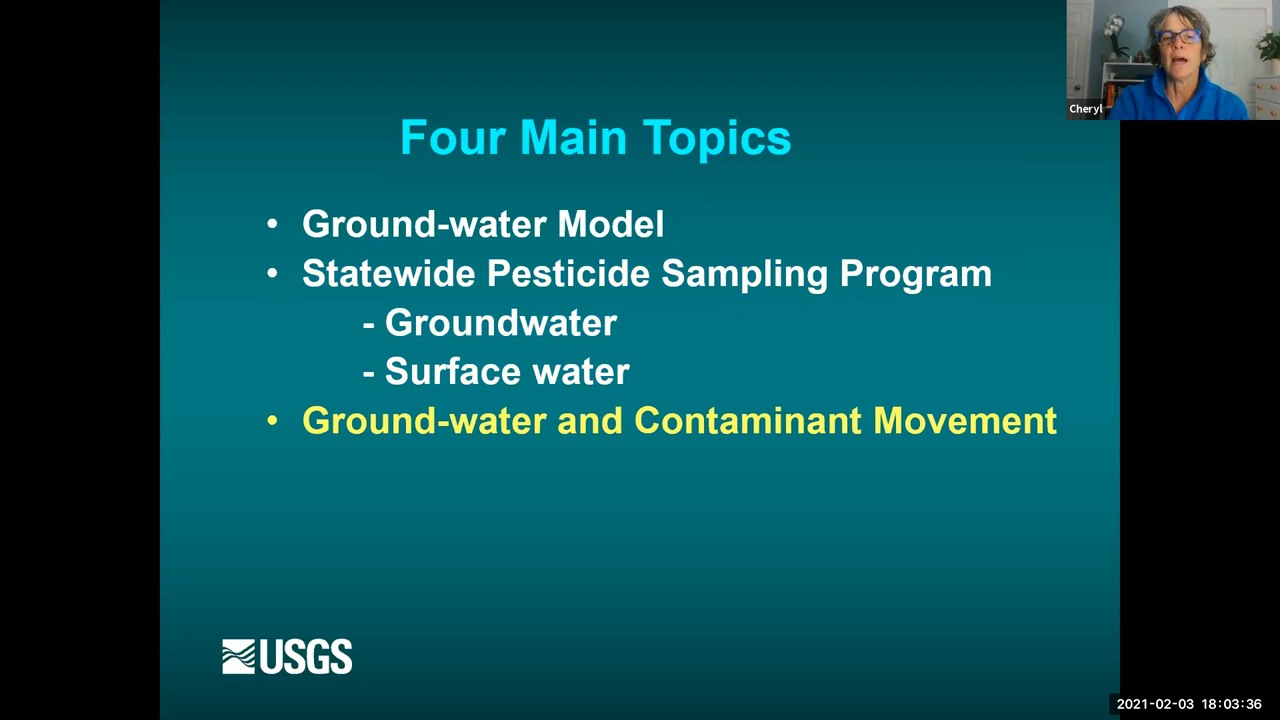 Cheryl
Four Main Topics
• Ground-water Model
• Statewide Pesticide Sampling Program
- Groundwater
- Surface water
• Ground-water and Contaminant Movement
USGS
2021-02-03 18:03:36